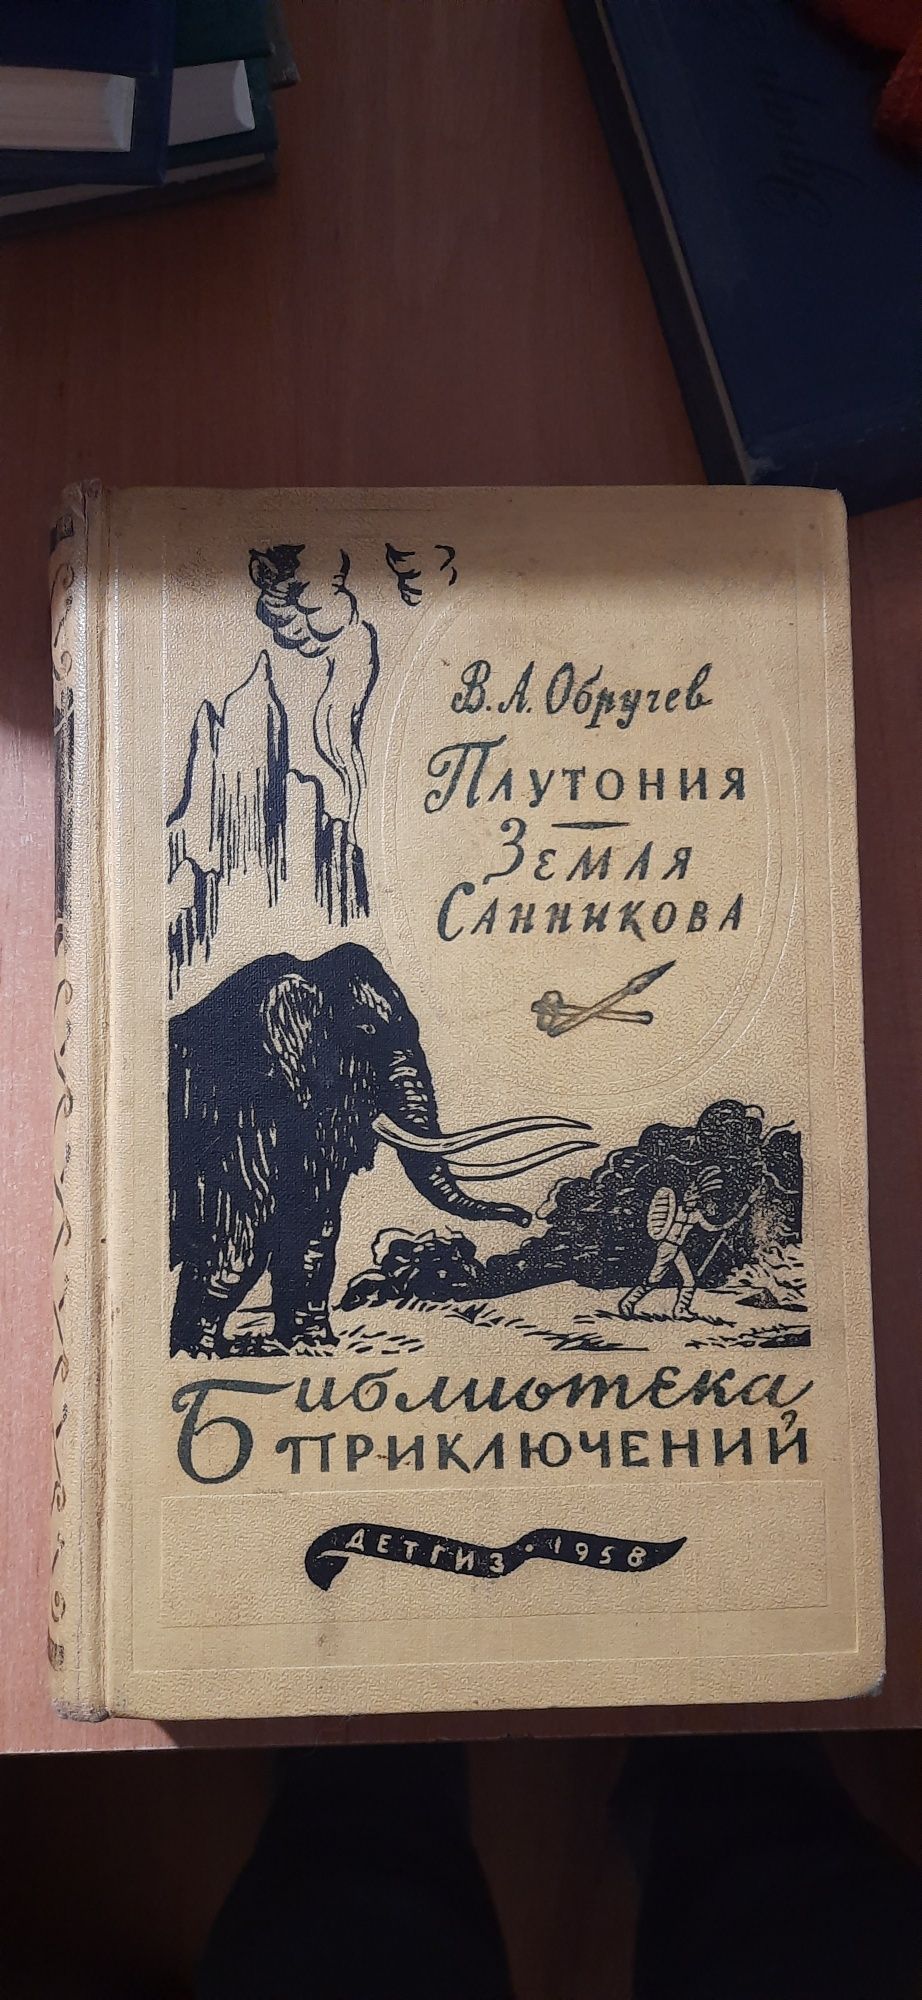 В. А. Обручев
Плутония
Земля
Санникова
Библиотека
приключений
ДЕТГИЗ · 1958